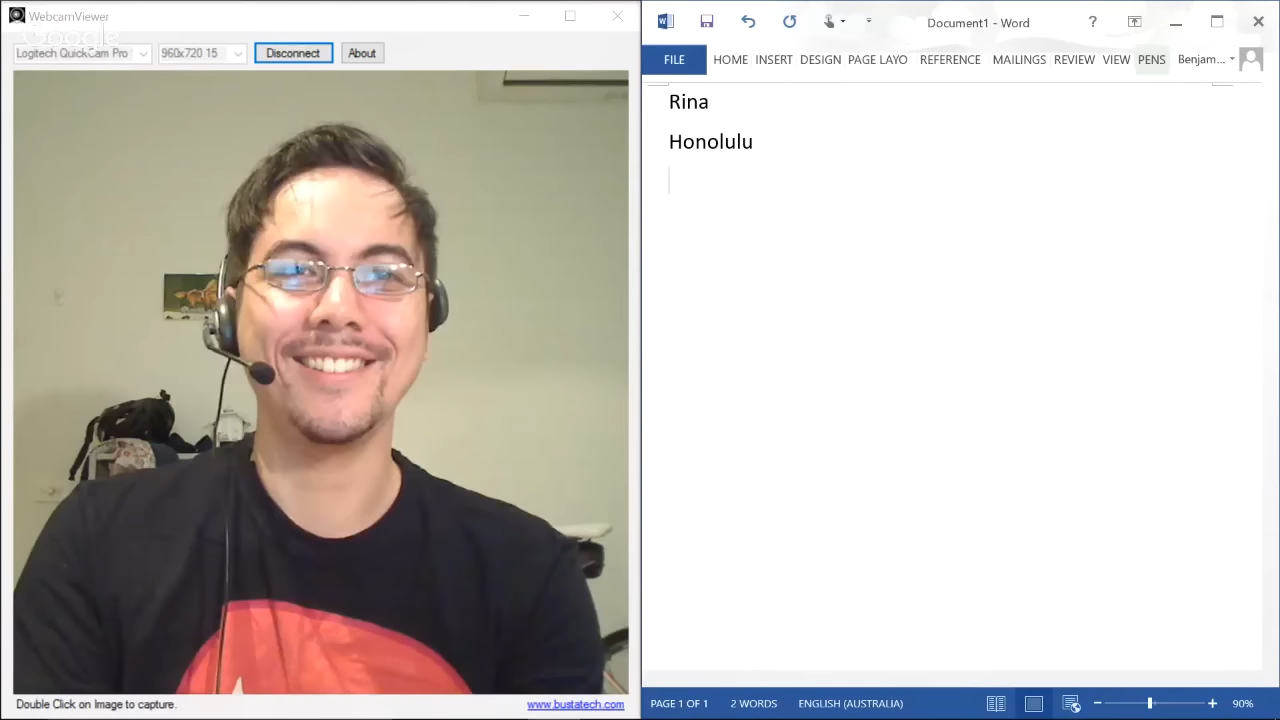 WebcamViewer
Google
Logitech QuickCam Pro
960x720 15
Disconnect
About
Double Click on Image to capture.
www.bustatech.com
Document1 - Word
?
FILE
HOME
INSERT
DESIGN
PAGE LAYO
REFERENCE
MAILINGS
REVIEW
VIEW
PENS
Benjam...
Rina
Honolulu
PAGE 1 OF 1
2 WORDS
ENGLISH (AUSTRALIA)
90%